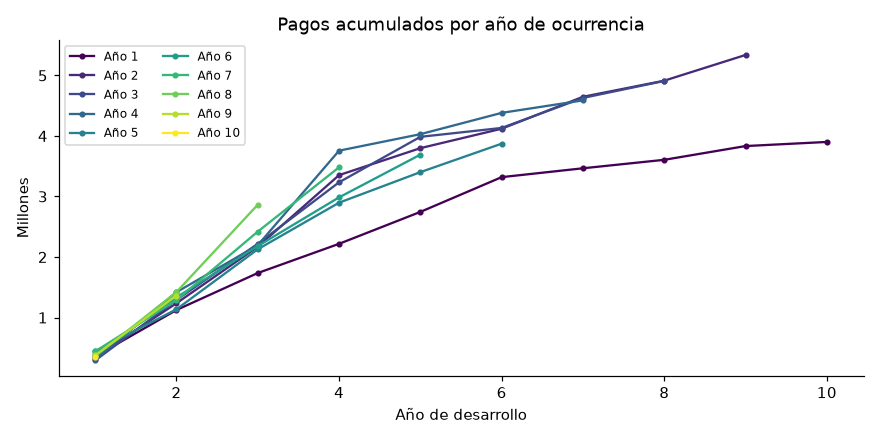 Pagos acumulados por año de ocurrencia
Millones
5
4
3
2
1
Año 1
Año 2
Año 3
Año 4
Año 5
Año 6
Año 7
Año 8
Año 9
Año 10
2
4
6
8
10
Año de desarrollo